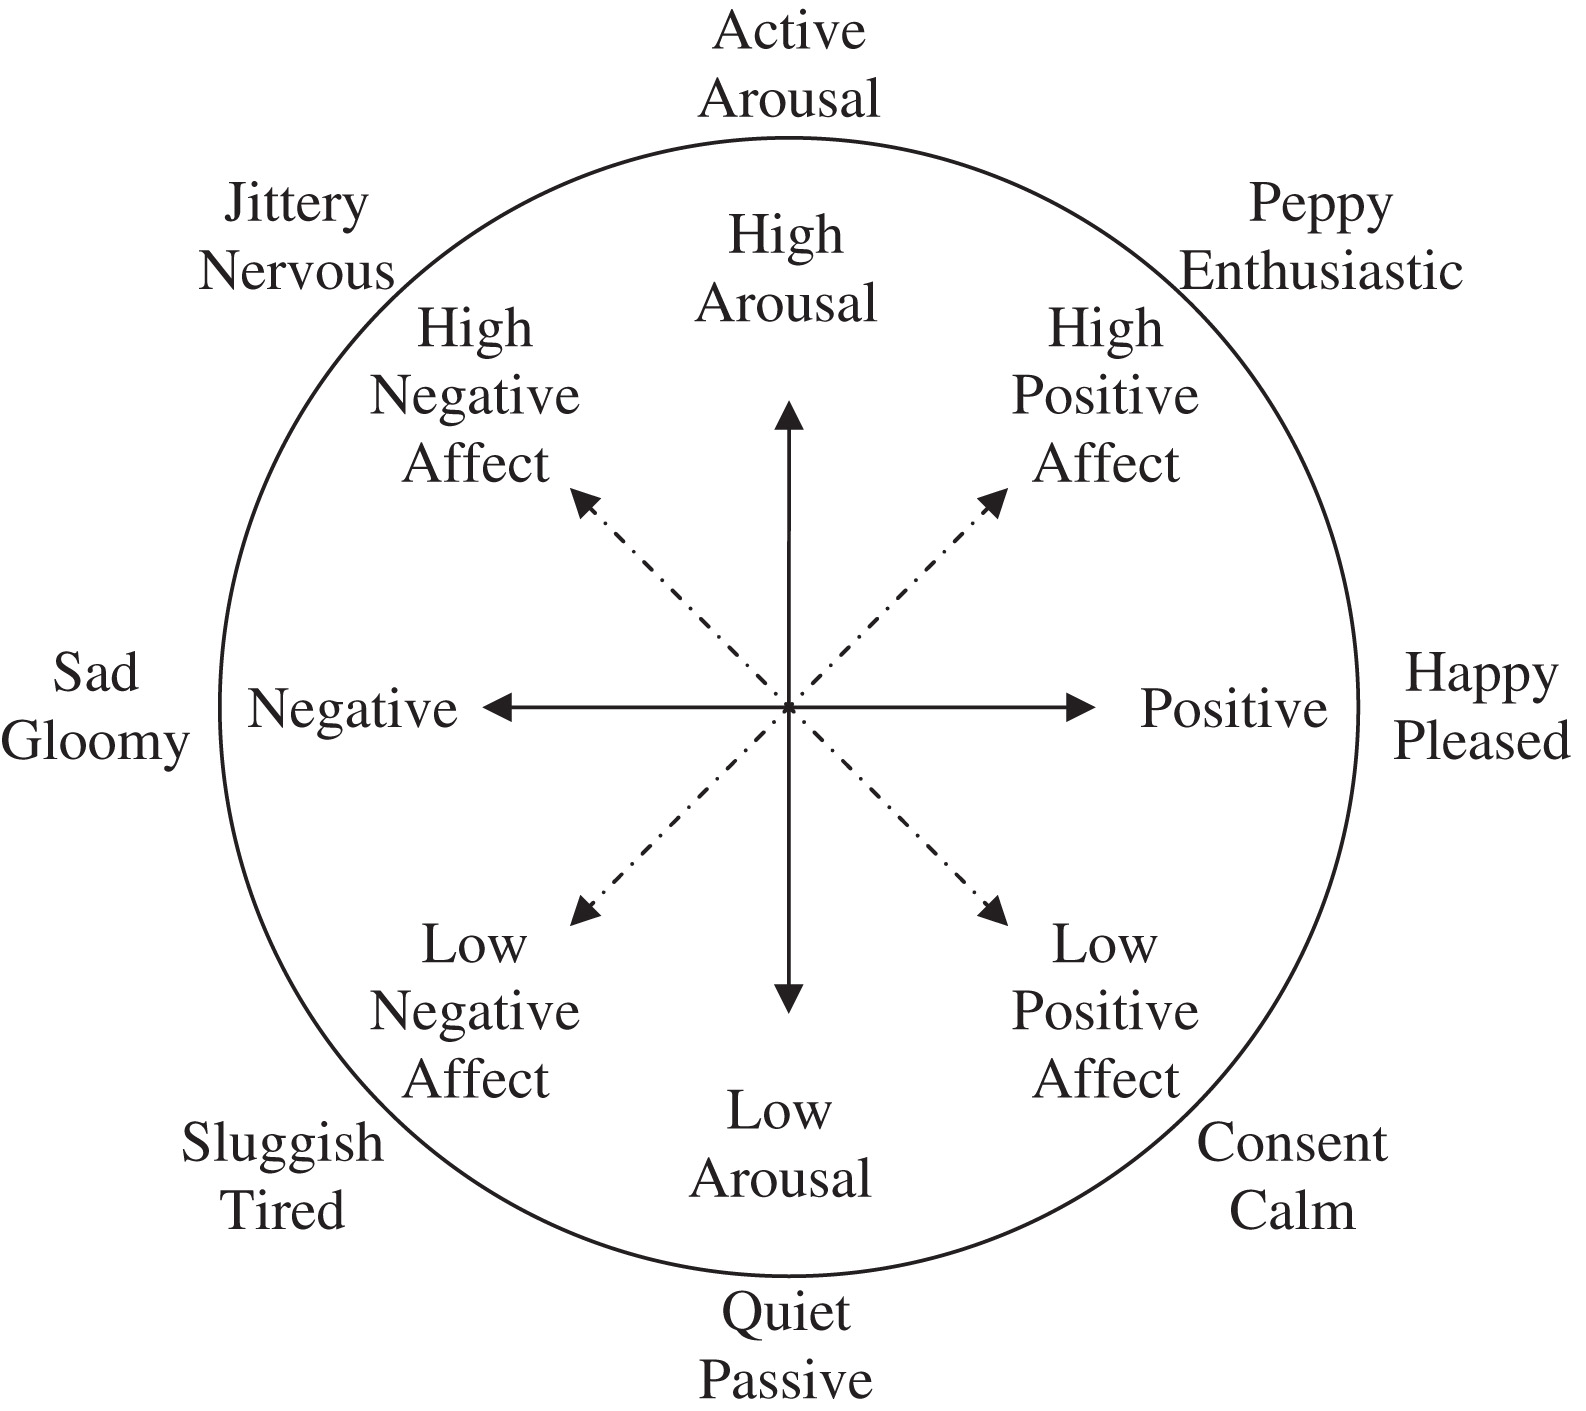 Active
Arousal
Jittery
Nervous
Peppy
Enthusiastic
High
Arousal
High
Negative
Affect
High
Positive
Affect
Sad
Gloomy
Negative
Positive
Happy
Pleased
Low
Negative
Affect
Low
Positive
Affect
Low
Arousal
Sluggish
Tired
Consent
Calm
Quiet
Passive